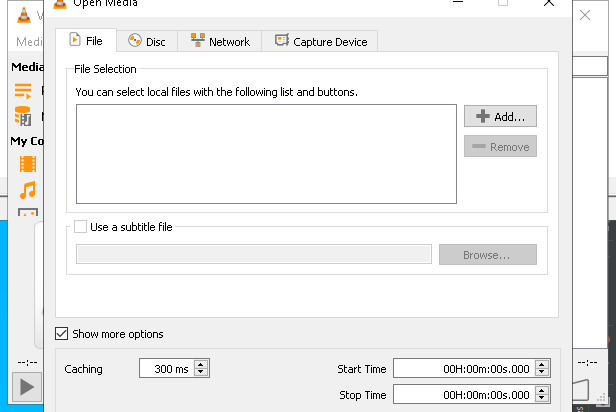 Open Media
Medi
File
Disc
Network
Capture Device
Media
File Selection
You can select local files with the following list and buttons.
Add...
Remove
My Co
Use a subtitle file
Browse...
Show more options
--:--
--:--
Caching
300 ms
Start Time
00H:00m:00s.000
Stop Time
00H:00m:00s.000